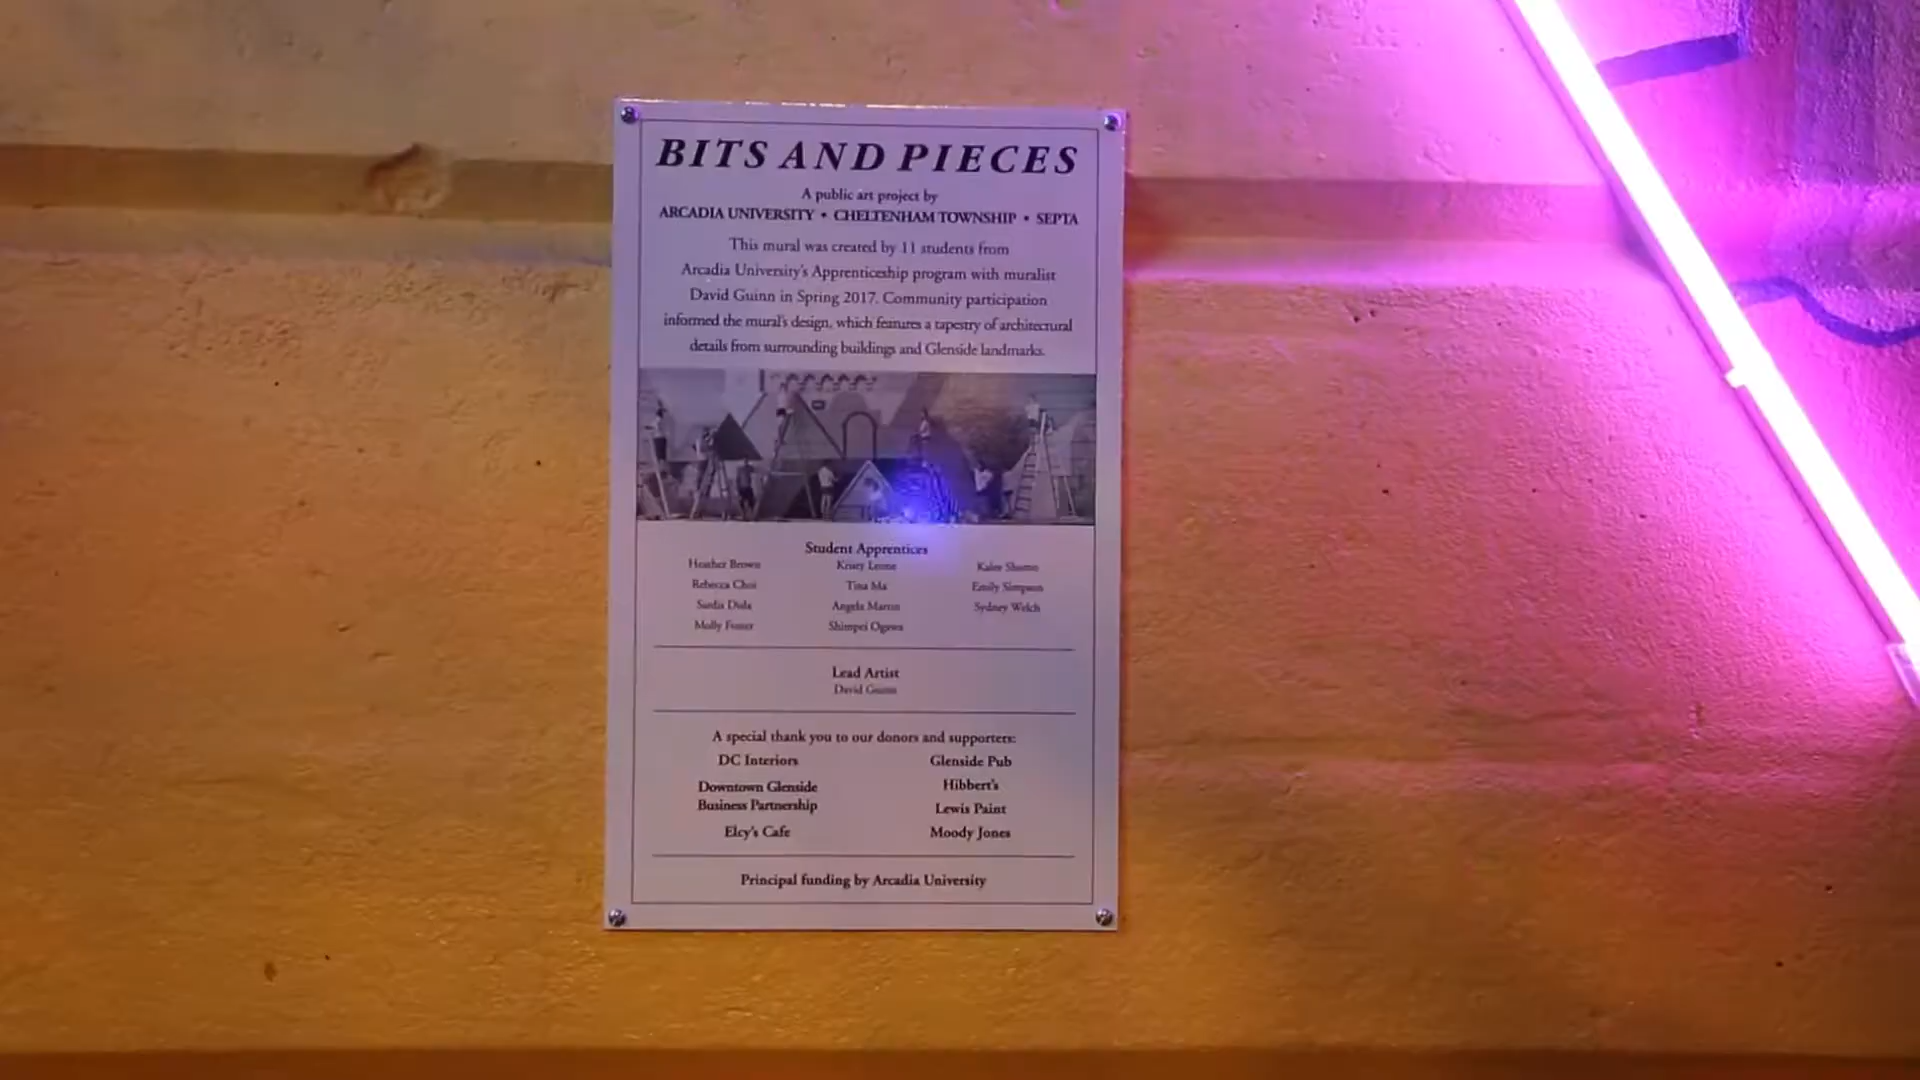 BITS AND PIECES
A public art project by
ARCADIA UNIVERSITY • CHELTENHAM TOWNSHIP • SEPTA
This mural was created by 11 students from
Arcadia University's Apprenticeship program with muralist
David Guinn in Spring 2017. Community participation
informed the mural's design, which features a tapestry of architectural
details from surrounding buildings and Glenside landmarks.
Student Apprentices
Heather Brown
Rebecca Choi
Molly Foster
Kristy Leone
Tina Ma
Angela Martin
Shimpei Ogawa
Emily Simpson
Sydney Welch
Lead Artist
David Guinn
A special thank you to our donors and supporters:
DC Interiors
Downtown Glenside
Business Partnership
Elcy's Cafe
Glenside Pub
Hibbert's
Lewis Paint
Moody Jones
Principal funding by Arcadia University